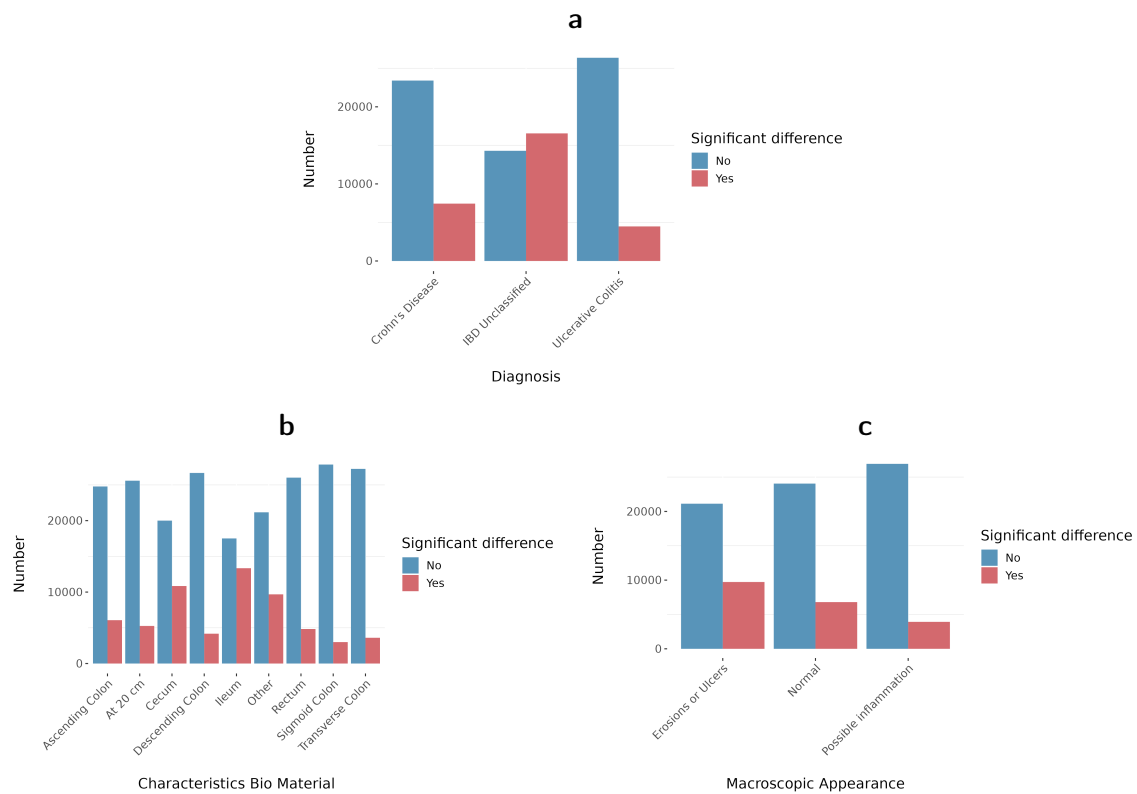 a
20000
10000
0
Number
Crohn's Disease
IBD Unclassified
Ulcerative Colitis
Diagnosis
Significant difference
No
Yes
b
20000
10000
0
Number
Ascending Colon
At 20 cm
Cecum
Descending Colon
Ileum
Other
Rectum
Sigmoid Colon
Transverse Colon
Characteristics Bio Material
Significant difference
No
Yes
c
20000
10000
0
Number
Erosions or Ulcers
Normal
Possible inflammation
Macroscopic Appearance
Significant difference
No
Yes